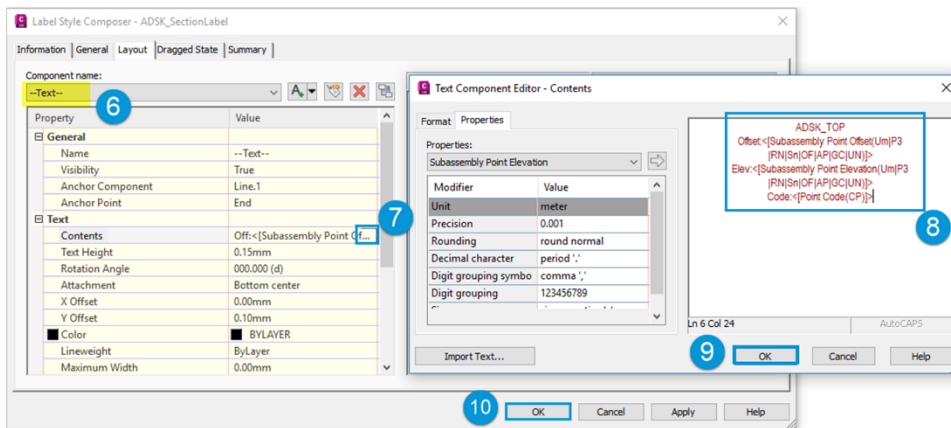 Label Style Composer - ADSK_SectionLabel
Information General Layout Dragged State Summary
Component name:
--Text--
6
Property Value
General
Name --Text--
Visibility True
Anchor Component Line.1
Anchor Point End
Text
Contents Off:<[Subassembly Point Of...
7
Text Height 0.15mm
Rotation Angle 000.000 (d)
Attachment Bottom center
X Offset 0.00mm
Y Offset 0.10mm
Color BYLAYER
Lineweight ByLayer
Maximum Width 0.00mm
10 OK Cancel Apply Help
Text Component Editor - Contents
Format Properties
Properties:
Subassembly Point Elevation
Modifier Value
Unit meter
Precision 0.001
Rounding round normal
Decimal character period '.'
Digit grouping symbo comma ','
Digit grouping 123456789
ADSK_TOP
Offset:<[Subassembly Point Offset(Um|P3
|RN|Sn|OF|AP|GC|UN)]>
Elev:<[Subassembly Point Elevation(Um|P3
|RN|Sn|OF|AP|GC|UN)]>
Code:<[Point Code(CP)]>
8
Ln 6 Col 24 AutoCAPS
Import Text...
9 OK Cancel Help